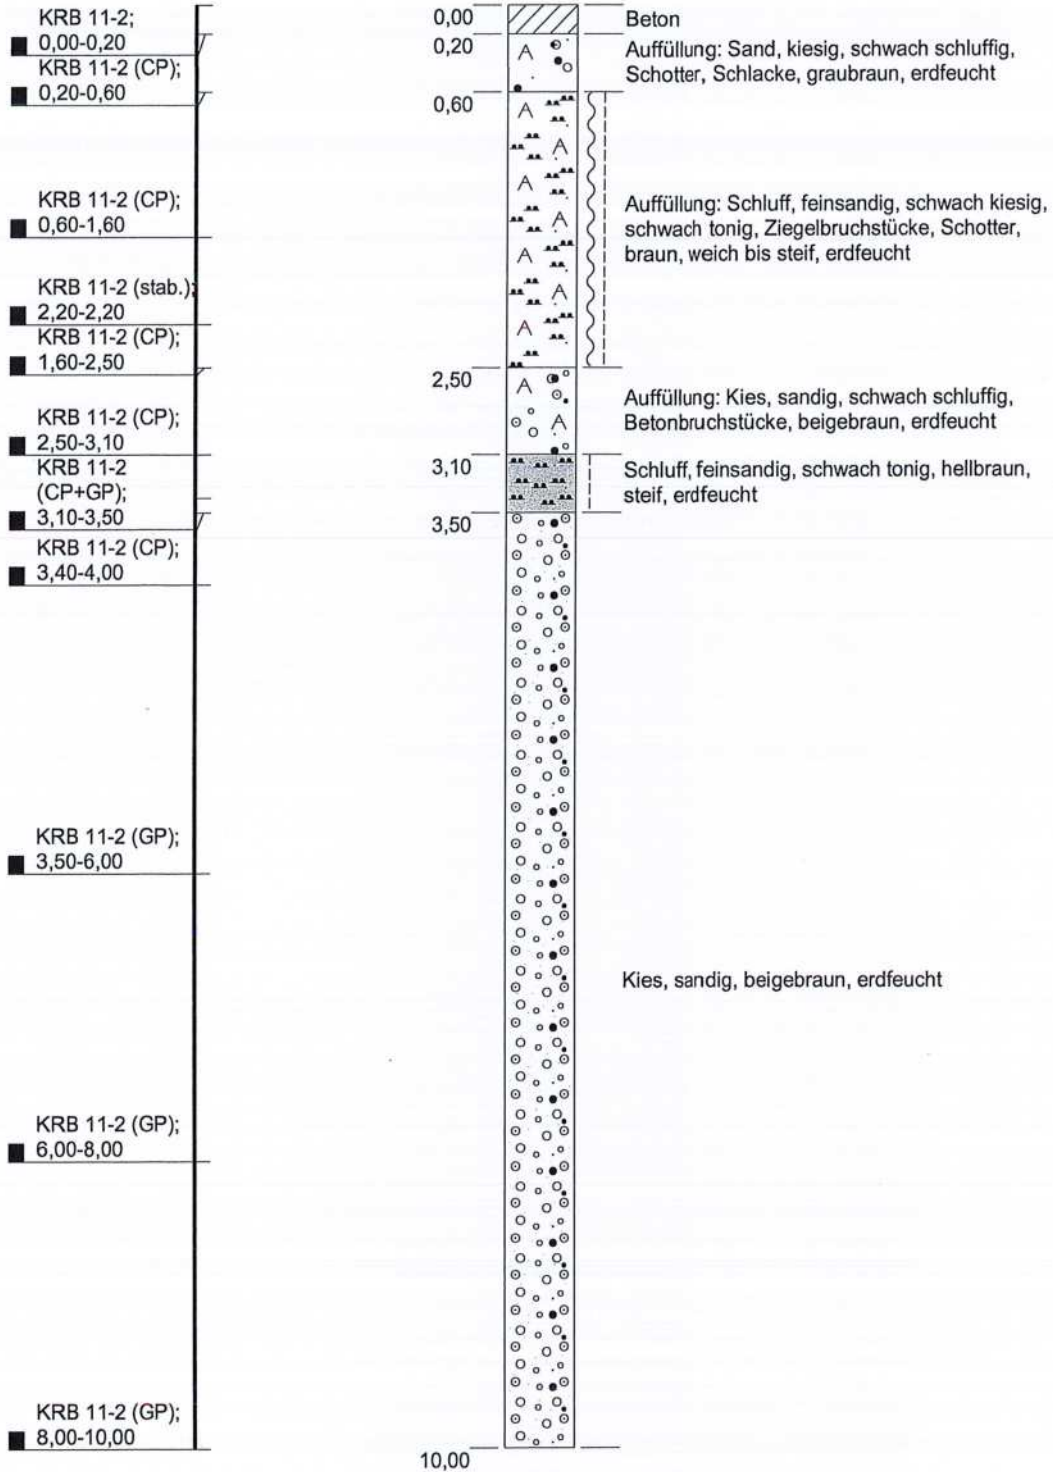 KRB 11-2;
0,00-0,20
KRB 11-2 (CP);
0,20-0,60
KRB 11-2 (CP);
0,60-1,60
KRB 11-2 (stab.);
2,20-2,20
KRB 11-2 (CP);
1,60-2,50
KRB 11-2 (CP);
2,50-3,10
KRB 11-2
(CP+GP);
3,10-3,50
KRB 11-2 (CP);
3,40-4,00
KRB 11-2 (GP);
3,50-6,00
KRB 11-2 (GP);
6,00-8,00
KRB 11-2 (GP);
8,00-10,00
0,00
0,20
0,60
2,50
3,10
3,50
10,00
Beton
Auffüllung: Sand, kiesig, schwach schluffig,
Schotter, Schlacke, graubraun, erdfeucht
Auffüllung: Schluff, feinsandig, schwach kiesig,
schwach tonig, Ziegelbruchstücke, Schotter,
braun, weich bis steif, erdfeucht
Auffüllung: Kies, sandig, schwach schluffig,
Betonbruchstücke, beigebraun, erdfeucht
Schluff, feinsandig, schwach tonig, hellbraun,
steif, erdfeucht
Kies, sandig, beigebraun, erdfeucht